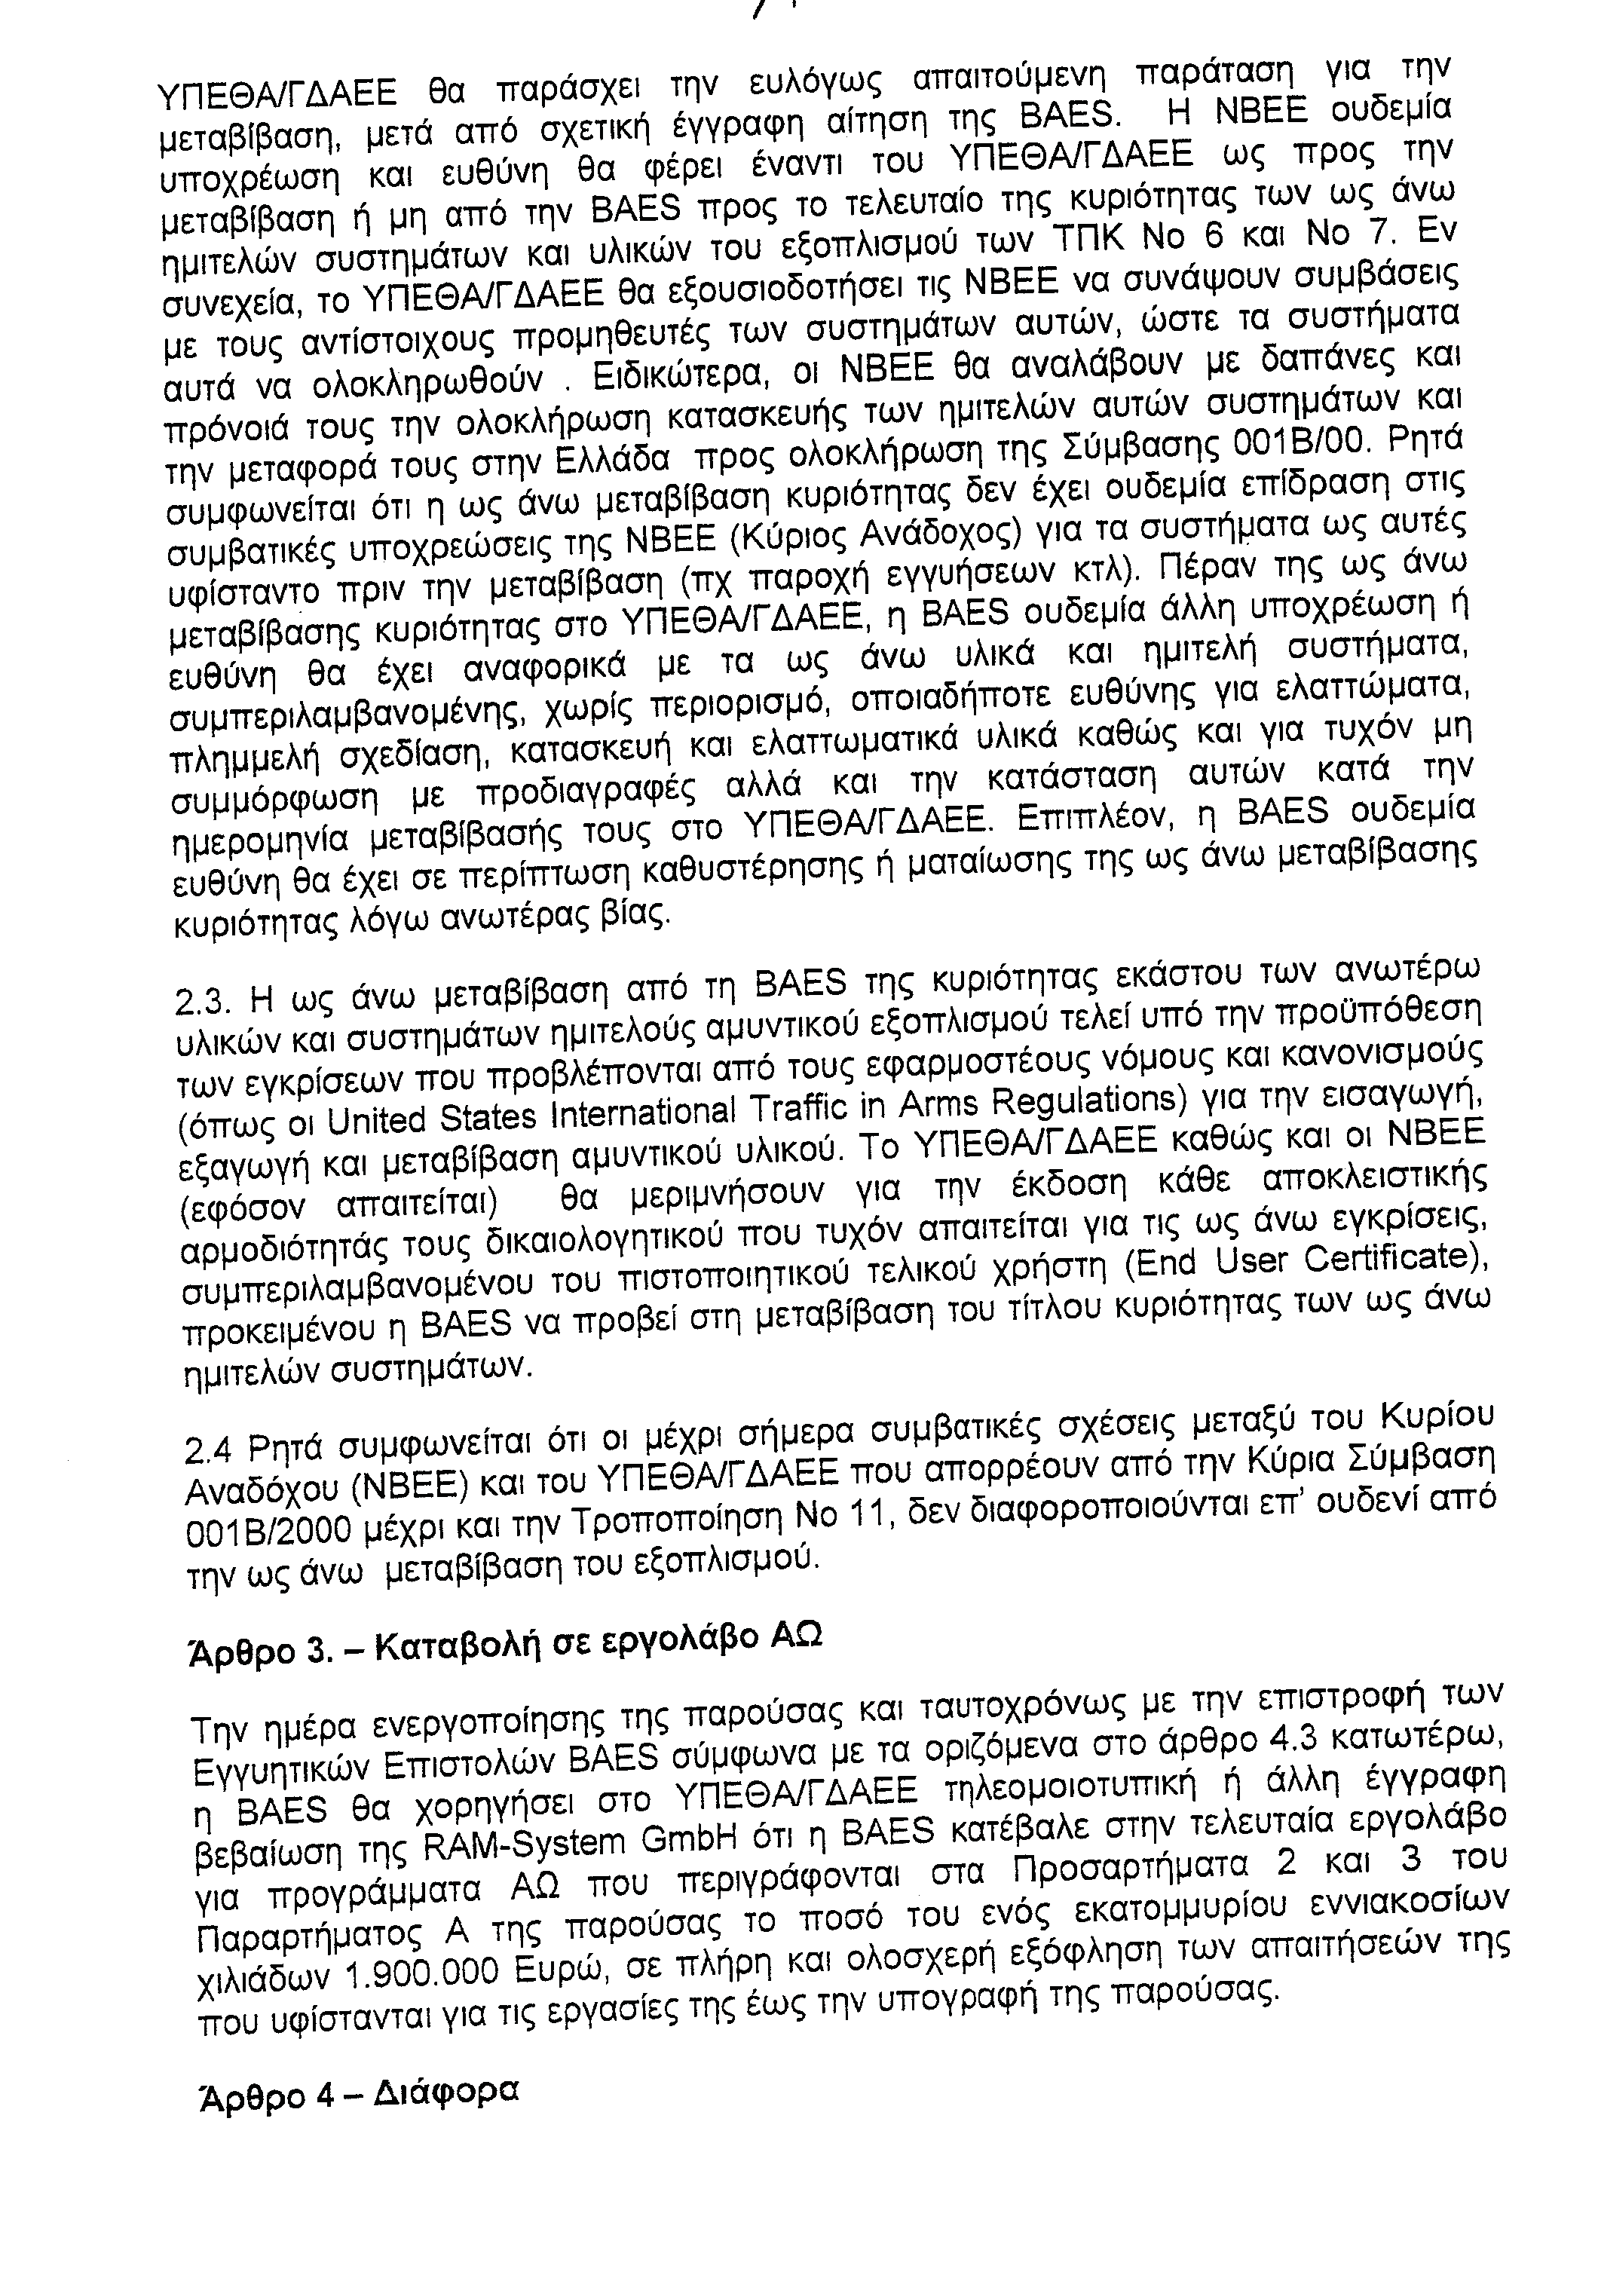 ΥΠΕΘΑ/ΓΔΑΕΕ θα παράσχει την ευλόγως απαιτούμενη παράταση για την
μεταβίβαση, μετά από σχετική έγγραφη αίτηση της BAES. Η ΝΒΕΕ ουδεμία
υποχρέωση και ευθύνη θα φέρει έναντι του ΥΠΕΘΑ/ΓΔΑΕΕ ως προς την
μεταβίβαση ή μη από την BAES προς το τελευταίο της κυριότητας των ως άνω
ημιτελών συστημάτων και υλικών του εξοπλισμού των ΤΠΚ Νο 6 και Νο 7. Εν
συνεχεία, το ΥΠΕΘΑ/ΓΔΑΕΕ θα εξουσιοδοτήσει τις ΝΒΕΕ να συνάψουν συμβάσεις
με τους αντίστοιχους προμηθευτές των συστημάτων αυτών, ώστε τα συστήματα
αυτά να ολοκληρωθούν . Ειδικώτερα, οι ΝΒΕΕ θα αναλάβουν με δαπάνες και
πρόνοιά τους την ολοκλήρωση κατασκευής των ημιτελών αυτών συστημάτων και
την μεταφορά τους στην Ελλάδα προς ολοκλήρωση της Σύμβασης 001Β/00. Ρητά
συμφωνείται ότι η ως άνω μεταβίβαση κυριότητας δεν έχει ουδεμία επίδραση στις
συμβατικές υποχρεώσεις της ΝΒΕΕ (Κύριος Ανάδοχος) για τα συστήματα ως αυτές
υφίσταντο πριν την μεταβίβαση (πχ παροχή εγγυήσεων κτλ). Πέραν της ως άνω
μεταβίβασης κυριότητας στο ΥΠΕΘΑ/ΓΔΑΕΕ, η BAES ουδεμία άλλη υποχρέωση ή
ευθύνη θα έχει αναφορικά με τα ως άνω υλικά και ημιτελή συστήματα,
συμπεριλαμβανομένης, χωρίς περιορισμό, οποιαδήποτε ευθύνης για ελαττώματα,
πλημμελή σχεδίαση, κατασκευή και ελαττωματικά υλικά καθώς και για τυχόν μη
συμμόρφωση με προδιαγραφές αλλά και την κατάσταση αυτών κατά την
ημερομηνία μεταβίβασής τους στο ΥΠΕΘΑ/ΓΔΑΕΕ. Επιπλέον, η BAES ουδεμία
ευθύνη θα έχει σε περίπτωση καθυστέρησης ή ματαίωσης της ως άνω μεταβίβασης
κυριότητας λόγω ανωτέρας βίας.
2.3. Η ως άνω μεταβίβαση από τη BAES της κυριότητας εκάστου των ανωτέρω
υλικών και συστημάτων ημιτελούς αμυντικού εξοπλισμού τελεί υπό την προϋπόθεση
των εγκρίσεων που προβλέπονται από τους εφαρμοστέους νόμους και κανονισμούς
(όπως οι United States International Traffic in Arms Regulations) για την εισαγωγή,
εξαγωγή και μεταβίβαση αμυντικού υλικού. Το ΥΠΕΘΑ/ΓΔΑΕΕ καθώς και οι ΝΒΕΕ
(εφόσον απαιτείται) θα μεριμνήσουν για την έκδοση κάθε αποκλειστικής
αρμοδιότητάς τους δικαιολογητικού που τυχόν απαιτείται για τις ως άνω εγκρίσεις,
συμπεριλαμβανομένου του πιστοποιητικού τελικού χρήστη (End User Certificate),
προκειμένου η BAES να προβεί στη μεταβίβαση του τίτλου κυριότητας των ως άνω
ημιτελών συστημάτων.
2.4 Ρητά συμφωνείται ότι οι μέχρι σήμερα συμβατικές σχέσεις μεταξύ του Κυρίου
Αναδόχου (ΝΒΕΕ) και του ΥΠΕΘΑ/ΓΔΑΕΕ που απορρέουν από την Κύρια Σύμβαση
001Β/2000 μέχρι και την Τροποποίηση Νο 11, δεν διαφοροποιούνται επ' ουδενί από
την ως άνω μεταβίβαση του εξοπλισμού.
Άρθρο 3. – Καταβολή σε εργολάβο ΑΩ
Την ημέρα ενεργοποίησης της παρούσας και ταυτοχρόνως με την επιστροφή των
Εγγυητικών Επιστολών BAES σύμφωνα με τα οριζόμενα στο άρθρο 4.3 κατωτέρω,
η BAES θα χορηγήσει στο ΥΠΕΘΑ/ΓΔΑΕΕ τηλεομοιοτυπική ή άλλη έγγραφη
βεβαίωση της RAM-System GmbH ότι η BAES κατέβαλε στην τελευταία εργολάβο
για προγράμματα ΑΩ που περιγράφονται στα Προσαρτήματα 2 και 3 του
Παραρτήματος Α της παρούσας το ποσό του ενός εκατομμυρίου εννιακοσίων
χιλιάδων 1.900.000 Ευρώ, σε πλήρη και ολοσχερή εξόφληση των απαιτήσεών της
που υφίστανται για τις εργασίες της έως την υπογραφή της παρούσας.
Άρθρο 4 – Διάφορα